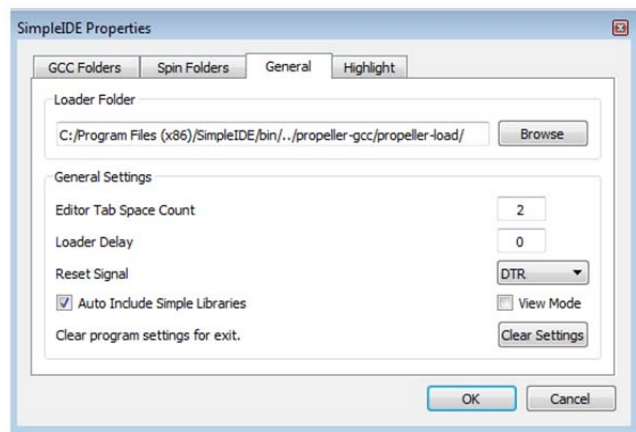 SimpleIDE Properties
GCC Folders Spin Folders General Highlight
Loader Folder
C:/Program Files (x86)/SimpleIDE/bin/../propeller-gcc/propeller-load/ Browse
General Settings
Editor Tab Space Count 2
Loader Delay 0
Reset Signal DTR
Auto Include Simple Libraries View Mode
Clear program settings for exit. Clear Settings
OK Cancel